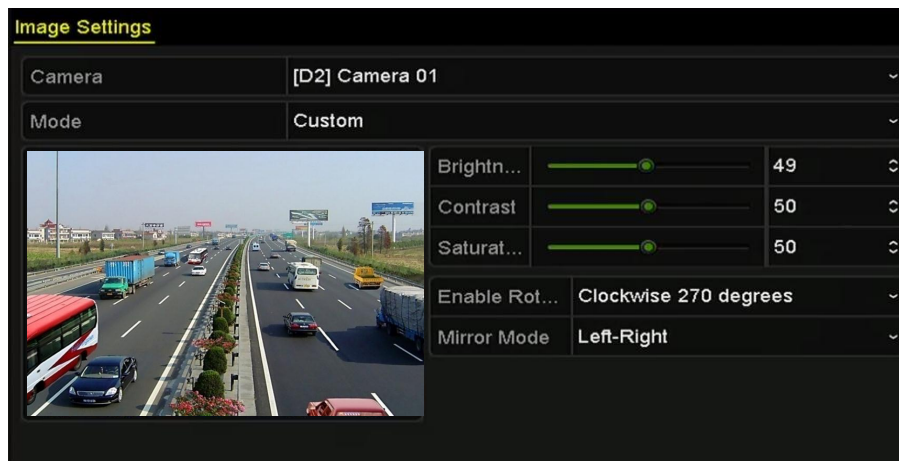 Image Settings
Camera [D2] Camera 01
Mode Custom
Brightn... 49
Contrast 50
Saturat... 50
Enable Rot... Clockwise 270 degrees
Mirror Mode Left-Right